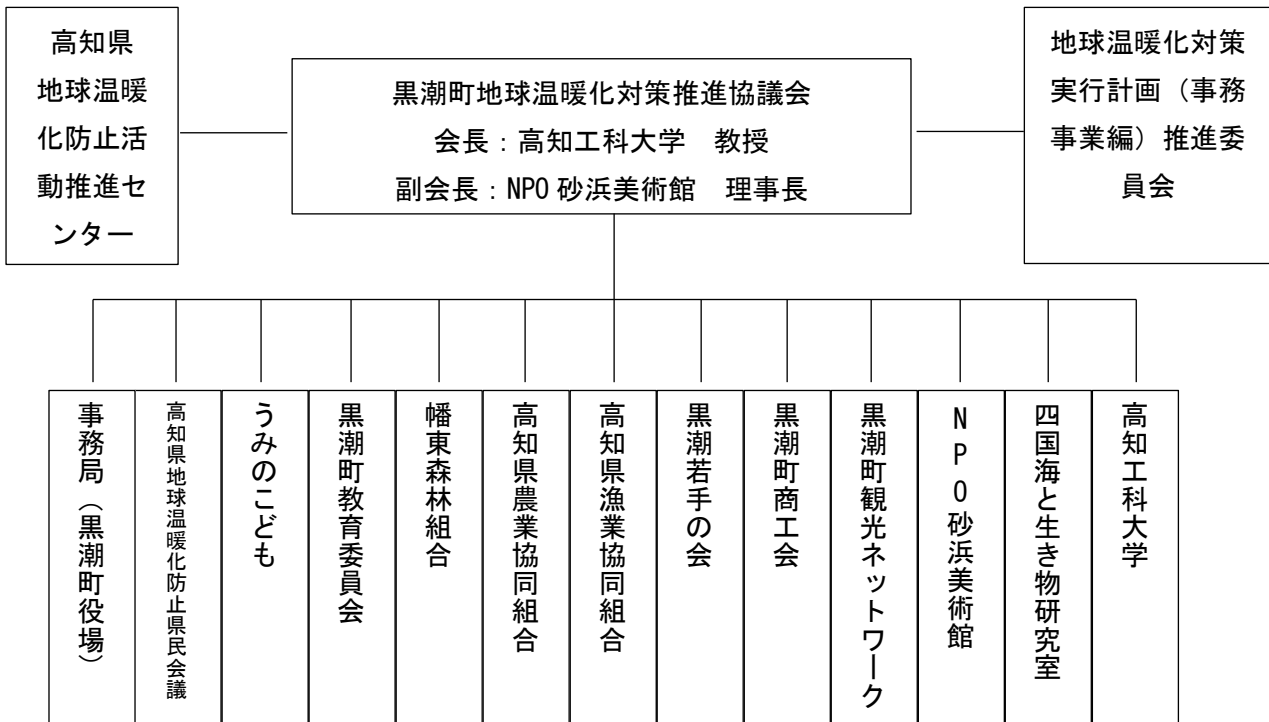 高知県
地球温暖
化防止活
動推進セ
ンター
黒潮町地球温暖化対策推進協議会
会長：高知工科大学　教授
副会長：NPO 砂浜美術館　理事長
地球温暖化対策
実行計画（事務
事業編）推進委
員会
事務局（黒潮町役場）
高知県地球温暖化防止県民会議
うみのこども
黒潮町教育委員会
幡東森林組合
高知県農業協同組合
高知県漁業協同組合
黒潮若手の会
黒潮町商工会
黒潮町観光ネットワーク
NPO砂浜美術館
四国海と生き物研究室
高知工科大学